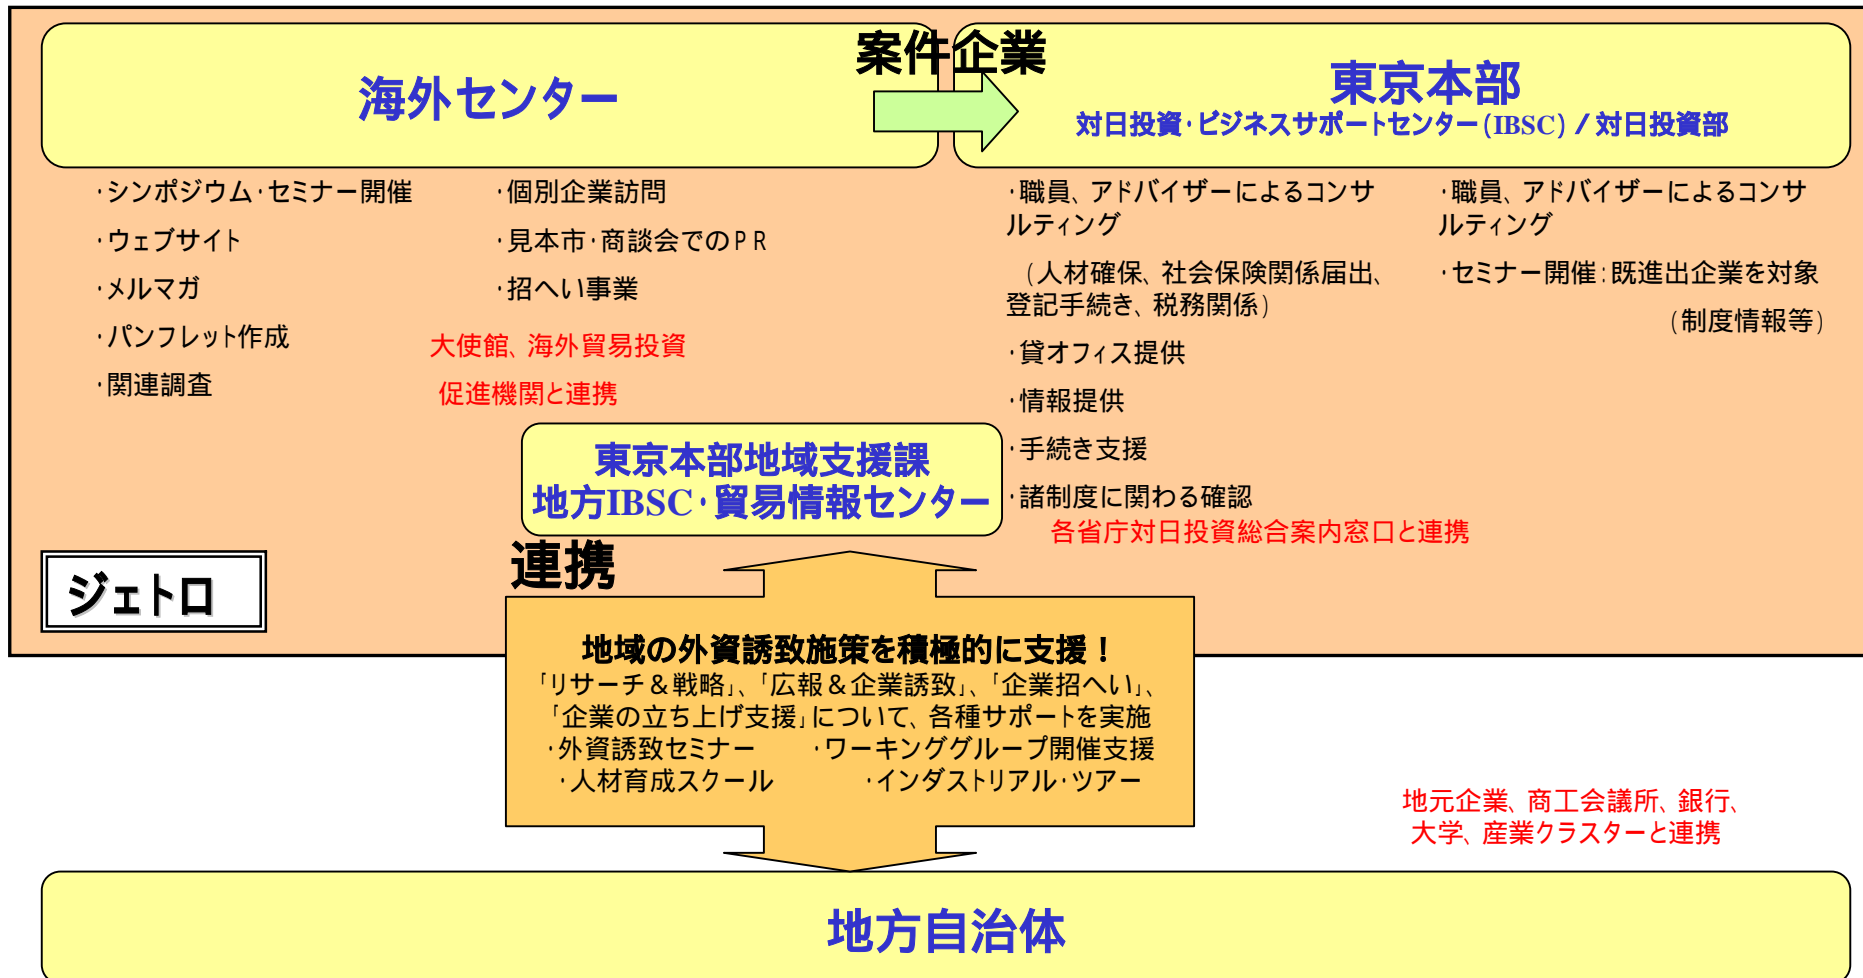 案件企業
海外センター
東京本部
対日投資・ビジネスサポートセンター(IBSC)／対日投資部
・シンポジウム・セミナー開催
・ウェブサイト
・メルマガ
・パンフレット作成
・関連調査
・個別企業訪問
・見本市・商談会でのＰＲ
・招へい事業
大使館、海外貿易投資
促進機関と連携
・職員、アドバイザーによるコンサ
ルティング
（人材確保、社会保険関係届出、
登記手続き、税務関係）
・貸オフィス提供
・情報提供
・手続き支援
・諸制度に関わる確認
各省庁対日投資総合案内窓口と連携
・職員、アドバイザーによるコンサ
ルティング
・セミナー開催：既進出企業を対象
（制度情報等）
東京本部地域支援課
地方IBSC・貿易情報センター
連携
ジェトロ
地域の外資誘致施策を積極的に支援！
「リサーチ＆戦略」、「広報＆企業誘致」、「企業招へい」、
「企業の立ち上げ支援」について、各種サポートを実施
・外資誘致セミナー　・ワーキンググループ開催支援
・人材育成スクール　・インダストリアル・ツアー
地元企業、商工会議所、銀行、
大学、産業クラスターと連携
地方自治体